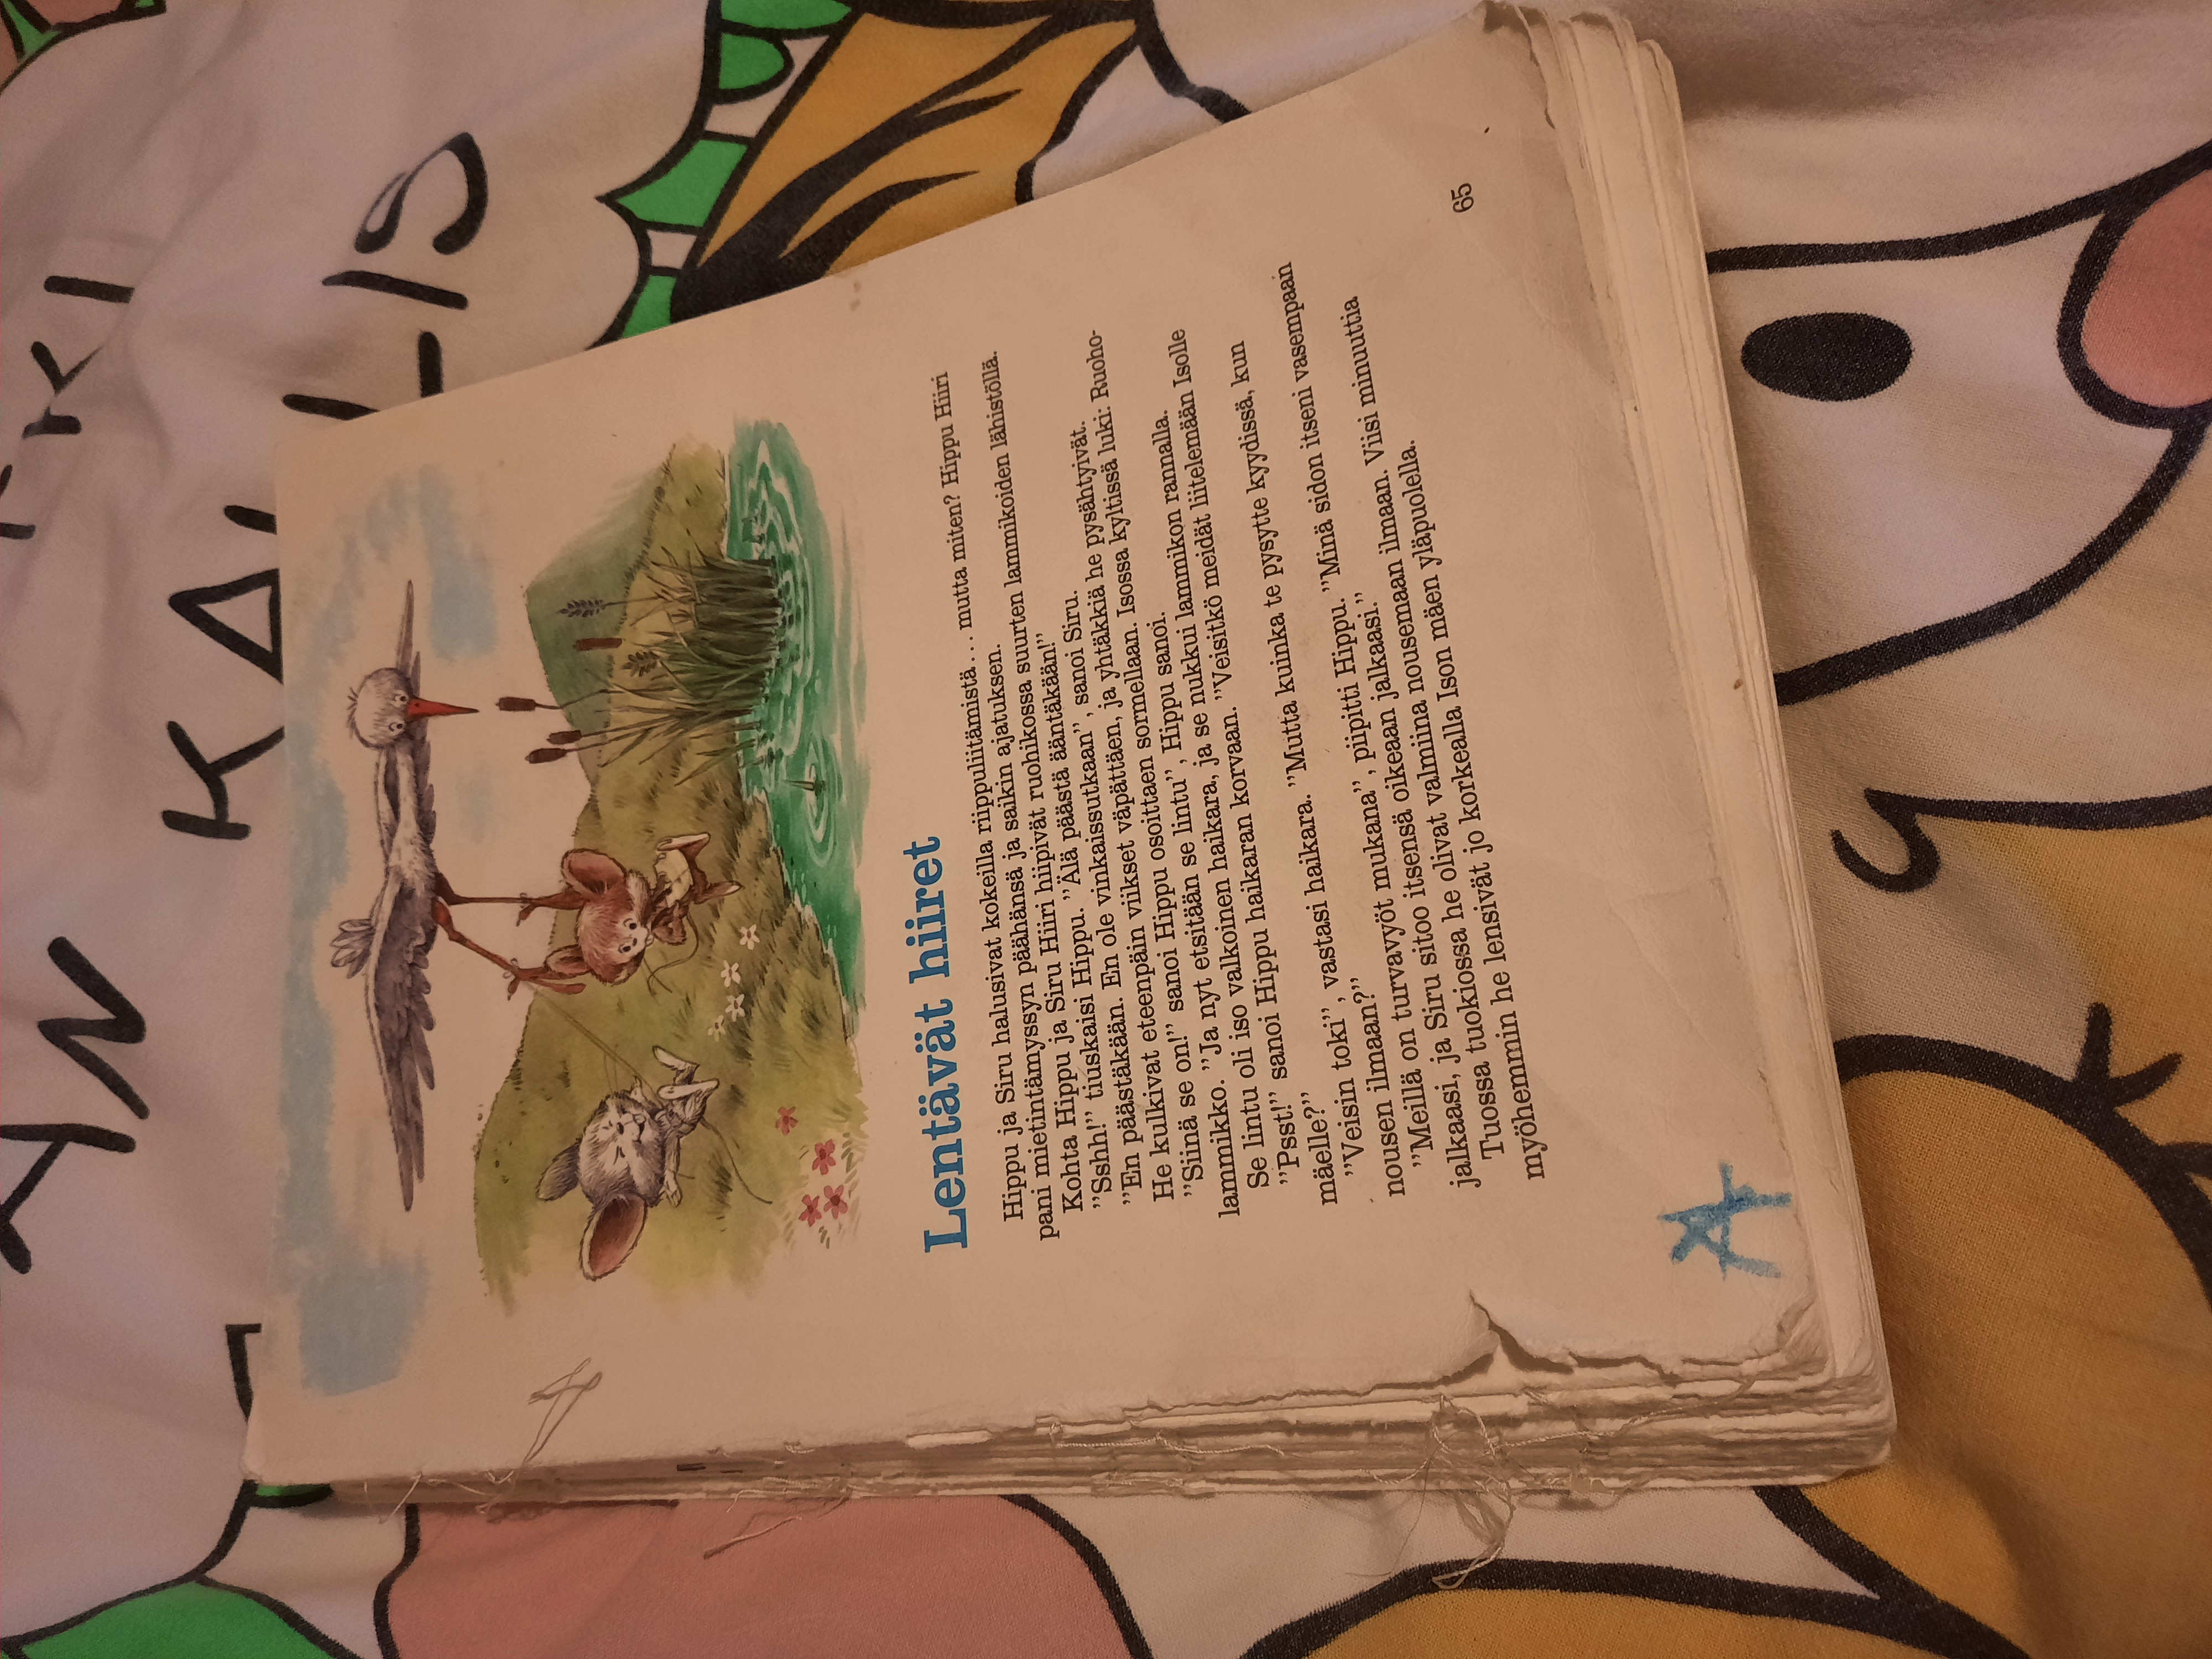 Lentävät hiiret
Hippu ja Siru halusivat kokeilla riippuliitämistä... mutta miten? Hippu Hiiri
pani mietintämyssyn päähänsä ja saikin ajatuksen.
Kohta Hippu ja Siru Hiiri hiipivät ruohikossa suurten lammikoiden lähistöllä.
”Sshh!” tiuskaisi Hippu. ”Älä päästä ääntäkään!”
”En päästäkään. En ole vinkaissutkaan”, sanoi Siru.
He kulkivat eteenpäin viikset väpättäen, ja yhtäkkiä he pysähtyivät.
”Siinä se on!” sanoi Hippu osoittaen sormellaan. Isossa kyltissä luki: Ruoho-
lammikko. ”Ja nyt etsitään se lintu”, Hippu sanoi.
Se lintu oli iso valkoinen haikara, ja se nukkui lammikon rannalla.
”Psst!” sanoi Hippu haikaran korvaan. ”Veisitkö meidät liitelemään Isolle
mäelle?”
”Veisin toki”, vastasi haikara. ”Mutta kuinka te pysytte kyydissä, kun
nousen ilmaan?”
”Meillä on turvavyöt mukana”, piipitti Hippu. ”Minä sidon itseni vasempaan
jalkaasi, ja Siru sitoo itsensä oikeaan jalkaasi.”
Tuossa tuokiossa he olivat valmiina nousemaan ilmaan. Viisi minuuttia
myöhemmin he lensivät jo korkealla Ison mäen yläpuolella.
65
A